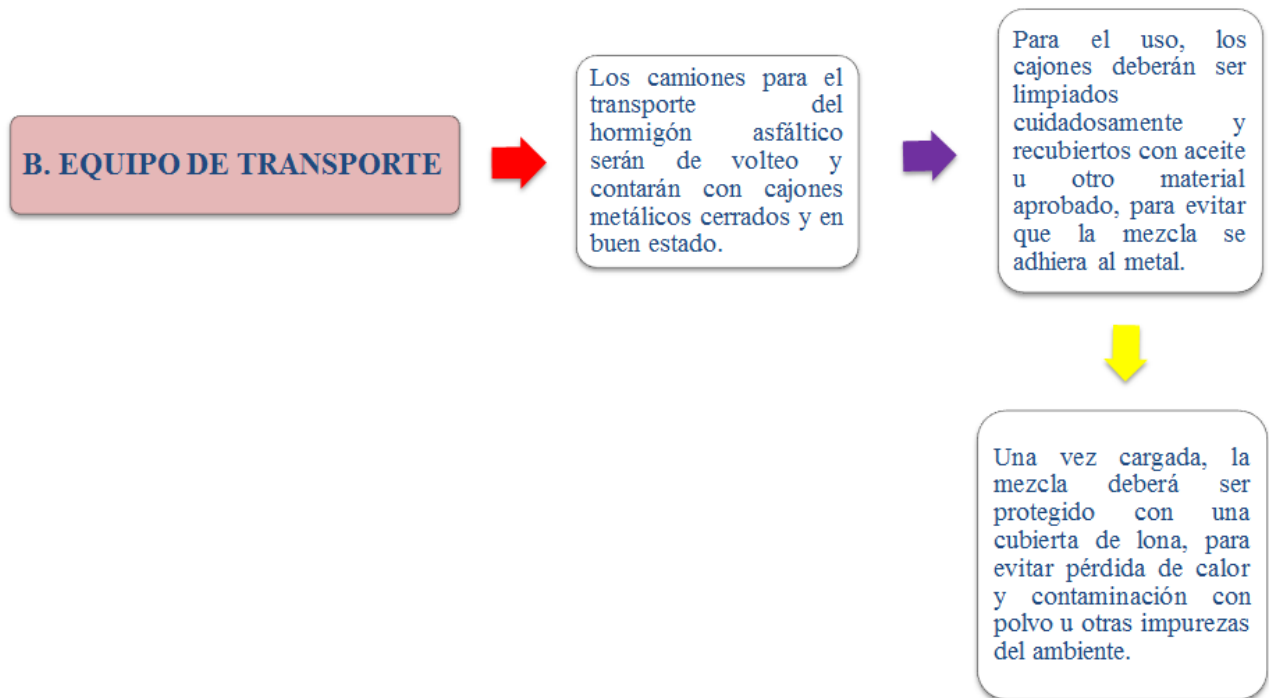 B. EQUIPO DE TRANSPORTE
Los camiones para el
transporte del
hormigón asfáltico
serán de volteo y
contarán con cajones
metálicos cerrados y en
buen estado.
Para el uso, los
cajones deberán ser
limpiados
cuidadosamente y
recubiertos con aceite
u otro material
aprobado, para evitar
que la mezcla se
adhiera al metal.
Una vez cargada, la
mezcla deberá ser
protegido con una
cubierta de lona, para
evitar pérdida de calor
y contaminación con
polvo u otras impurezas
del ambiente.